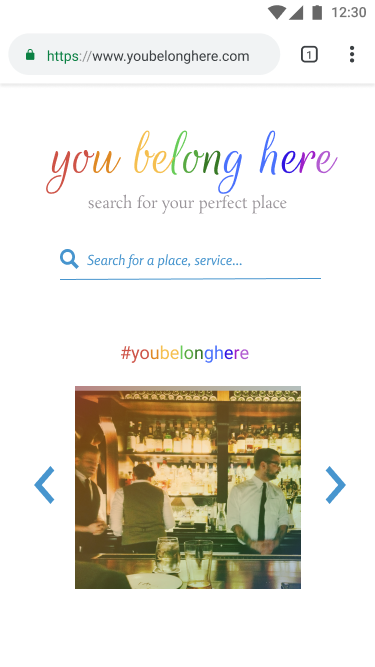 12:30
https://www.youbelonghere.com
1
you belong here
search for your perfect place
Search for a place, service...
#youbelonghere